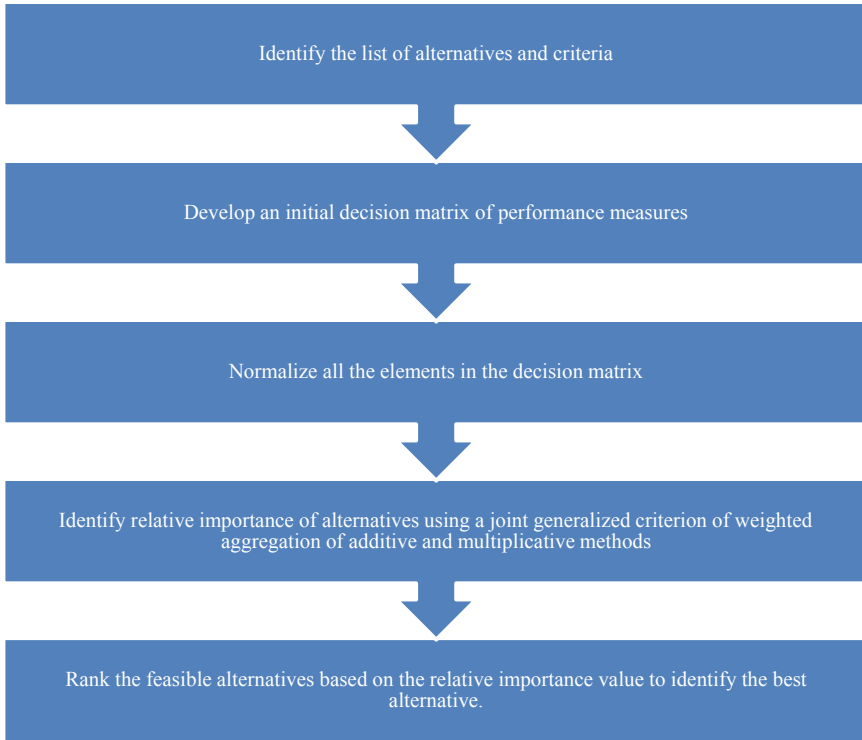 Identify the list of alternatives and criteria
Develop an initial decision matrix of performance measures
Normalize all the elements in the decision matrix
Identify relative importance of alternatives using a joint generalized criterion of weighted
aggregation of additive and multiplicative methods
Rank the feasible alternatives based on the relative importance value to identify the best
alternative.